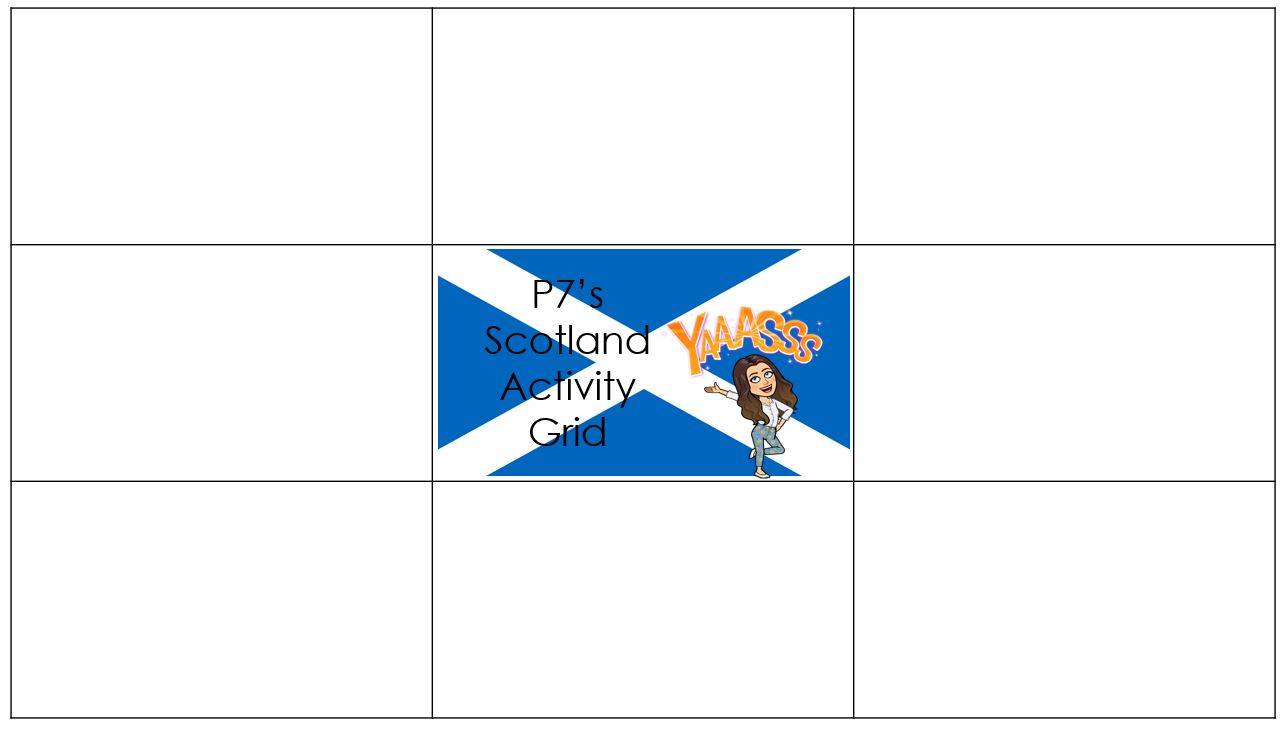 P7’s
Scotland
Activity
Grid
YAAASSS